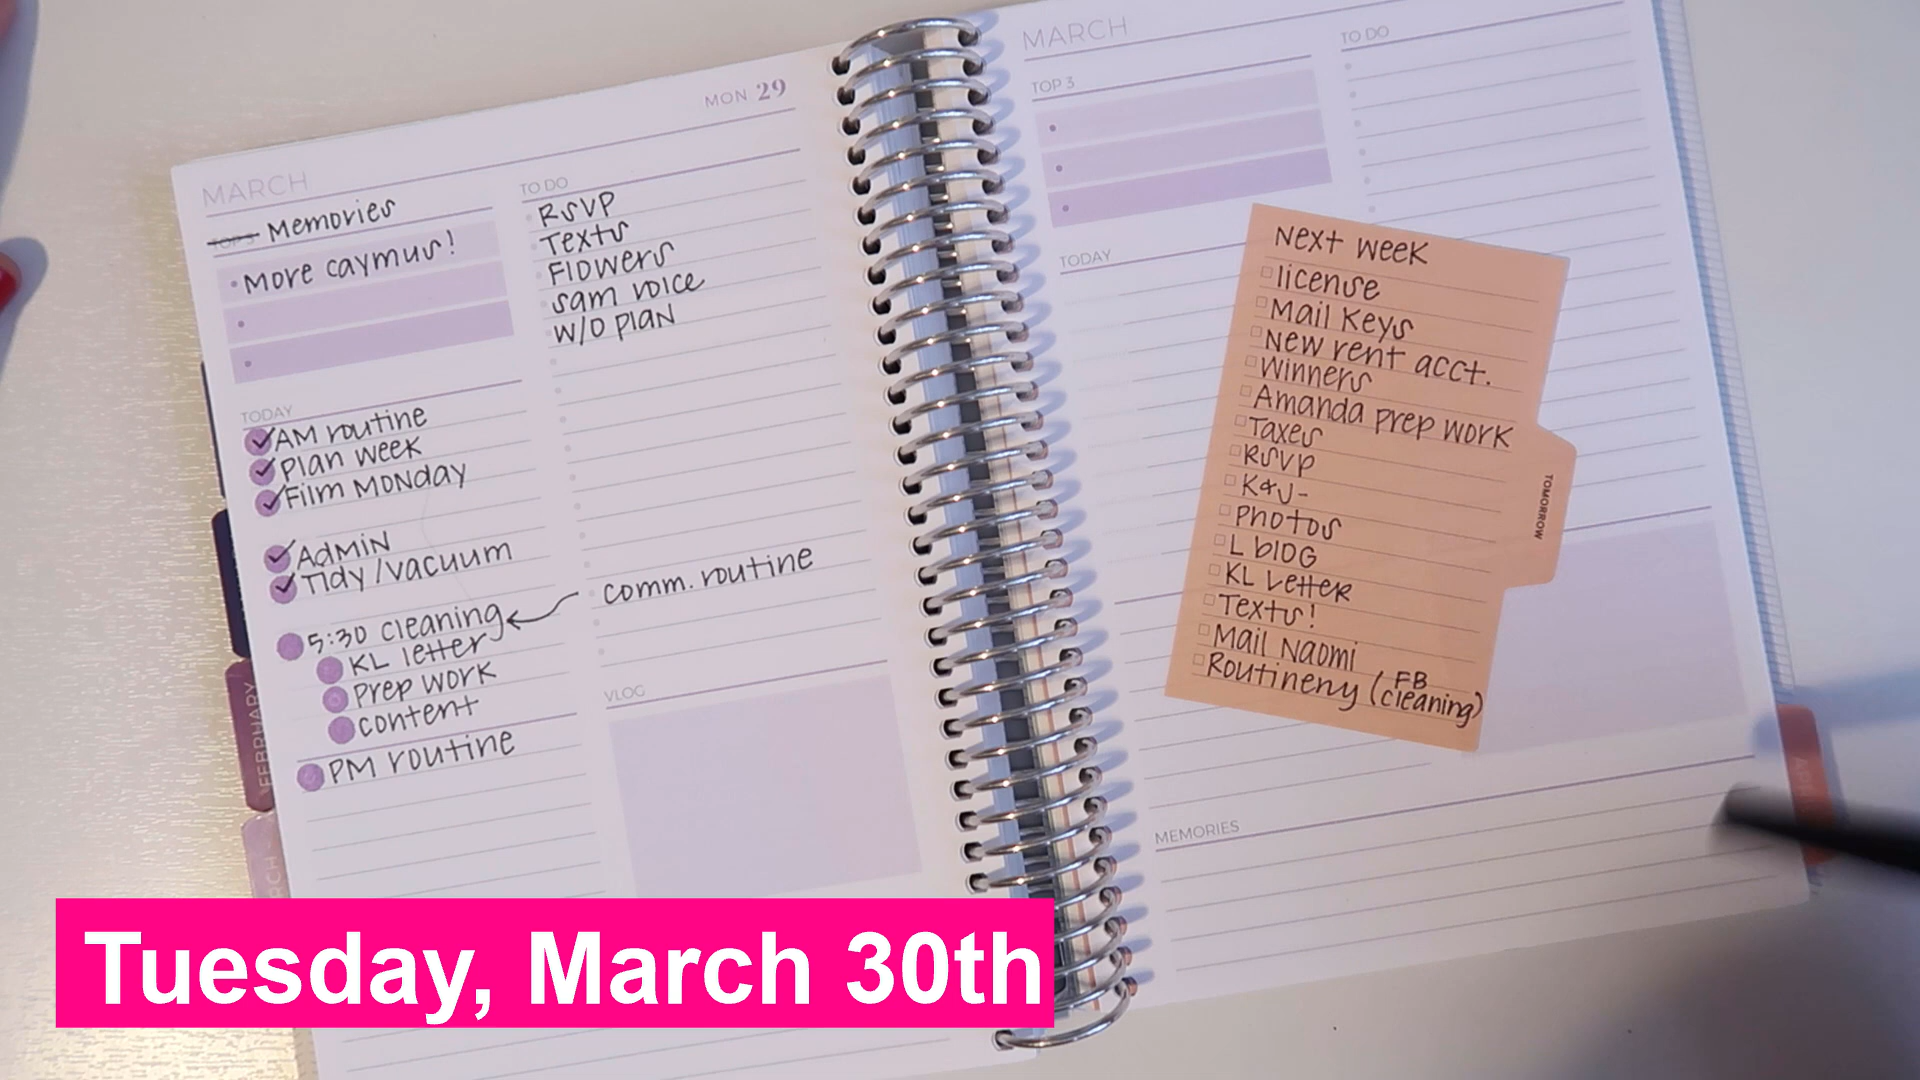 MARCH
MON 29
TOP 3 Memories
More caymus!
TO DO
RSVP
Texts
Flowers
sam voice
W/O plan
TODAY
AM routine
plan week
Film MONday
AdMIN
Tidy/vacuum
5:30 cleaning
KL letter
Prep work
content
PM routine
comm. routine
VLOG
FEBRUARY
MARCH
TOP 3
TO DO
TODAY
Next week
license
Mail Keys
New rent acct.
Winners
Amanda prep work
Taxes
RSVP
K&J-
Photos
L blog
KL Letter
Texts!
Mail Naomi
Routineny (FB cleaning)
TOMORROW
MEMORIES
Tuesday, March 30th